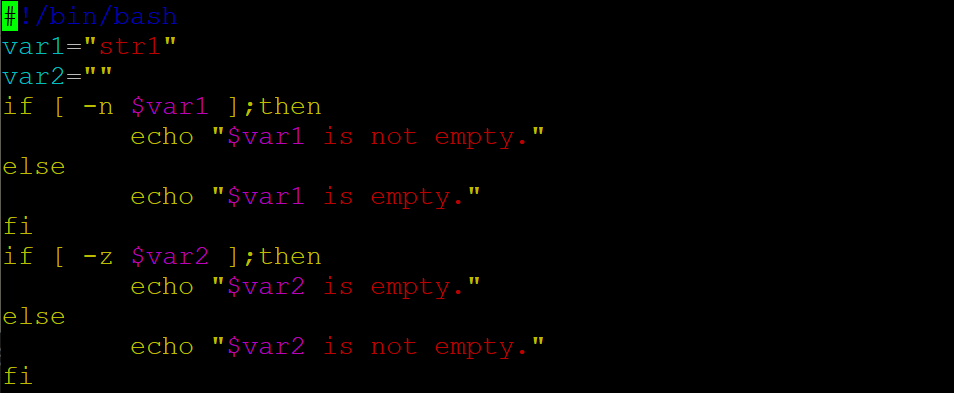 #!/bin/bash
var1="str1"
var2=""
if [ -n $var1 ];then
        echo "$var1 is not empty."
else
        echo "$var1 is empty."
fi
if [ -z $var2 ];then
        echo "$var2 is empty."
else
        echo "$var2 is not empty."
fi